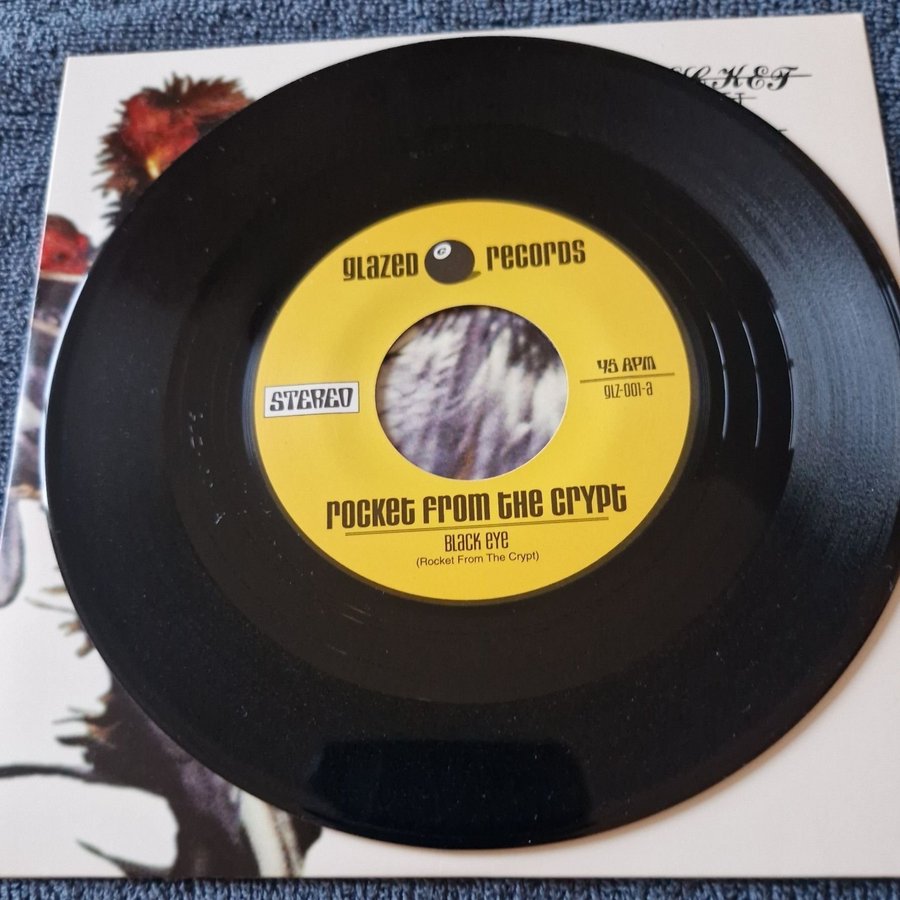 glazed G records
45 RPM
glz-001-a
STEREO
rocket from the crypt
Black eye
(Rocket From The Crypt)